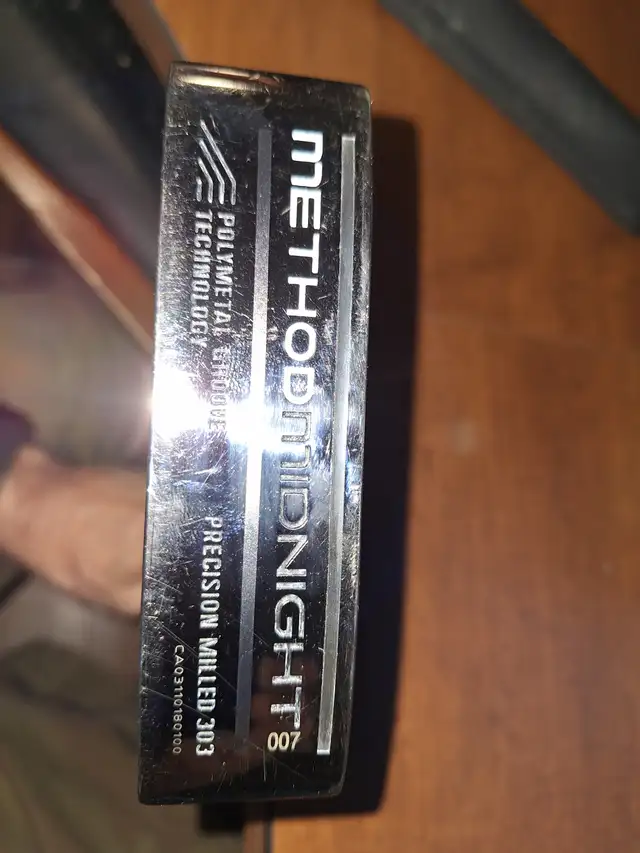 METHOD MIDNIGHT
007
POLYMETAL GROOVE
TECHNOLOGY
PRECISION MILLED 303
CA03110180100